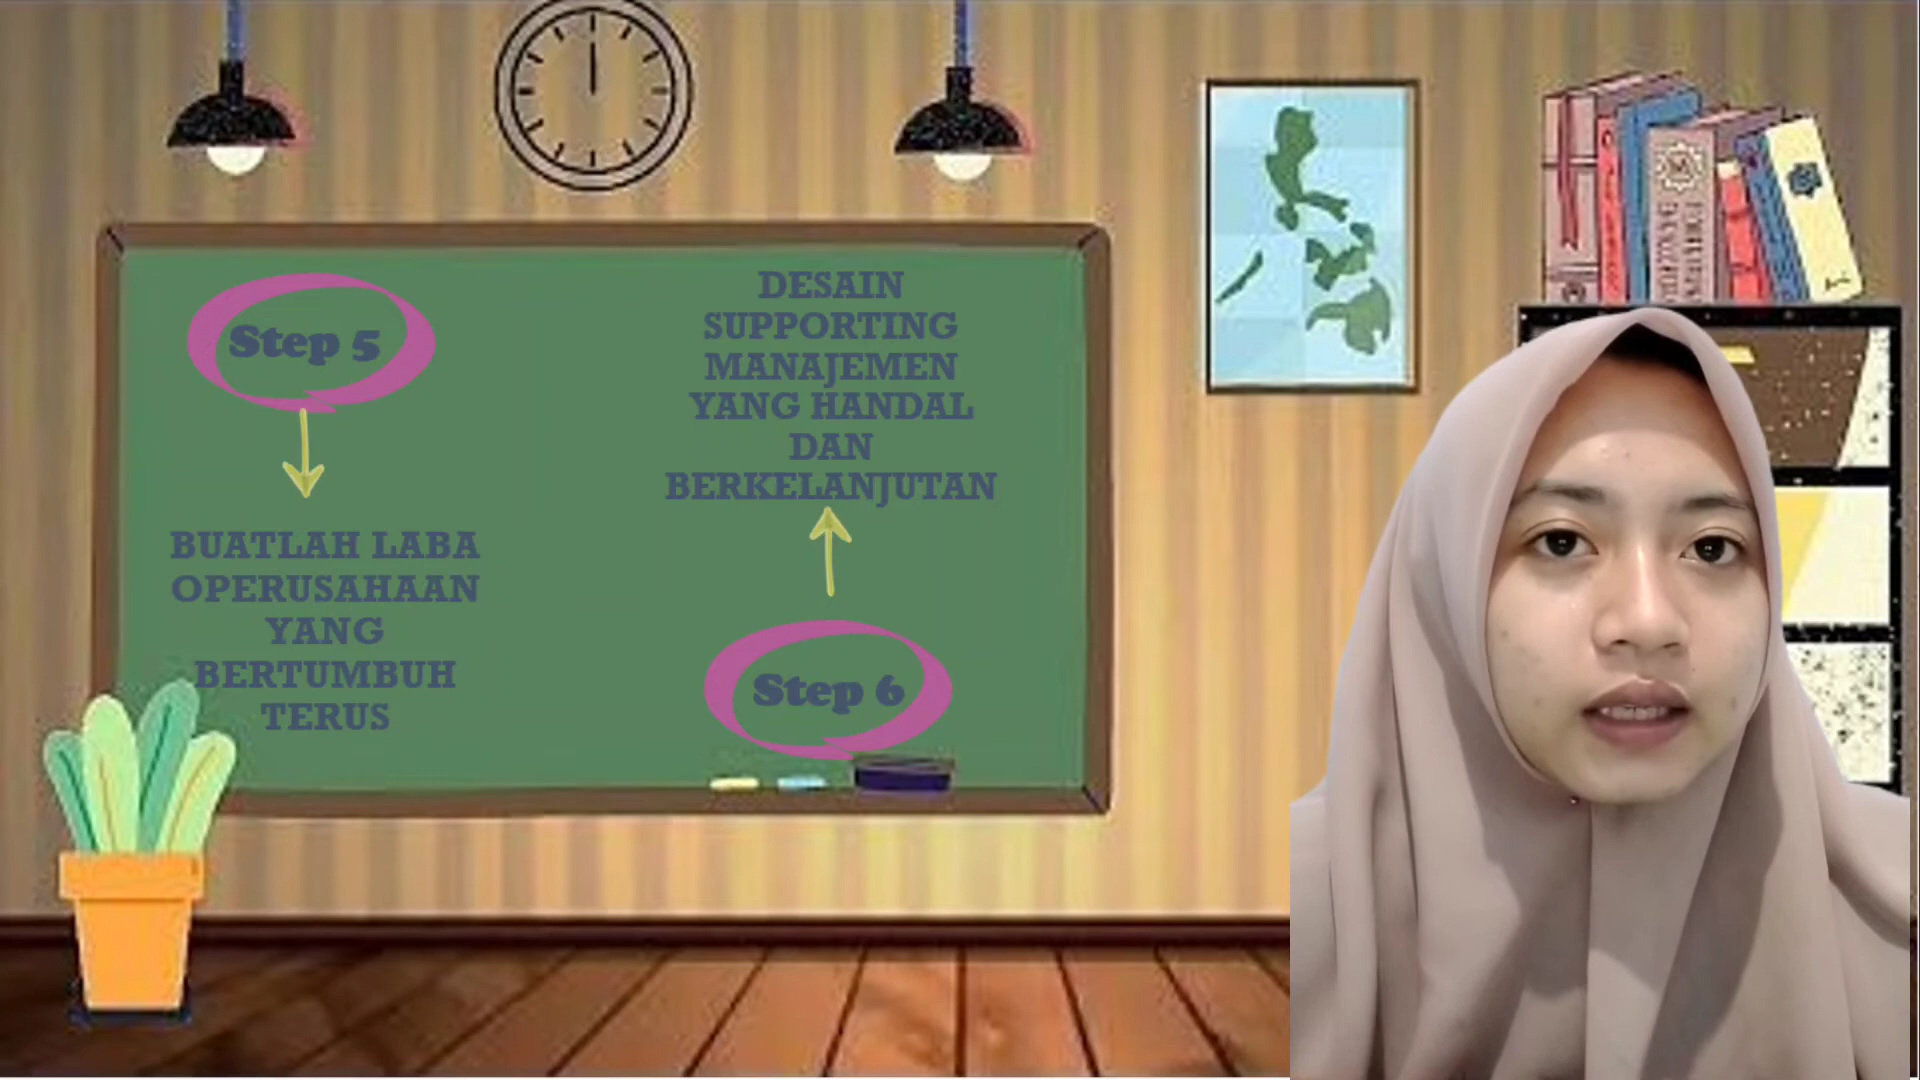 Step 5
BUATLAH LABA
OPERUSAHAAN
YANG
BERTUMBUH
TERUS
DESAIN
SUPPORTING
MANAJEMEN
YANG HANDAL
DAN
BERKELANJUTAN
Step 6